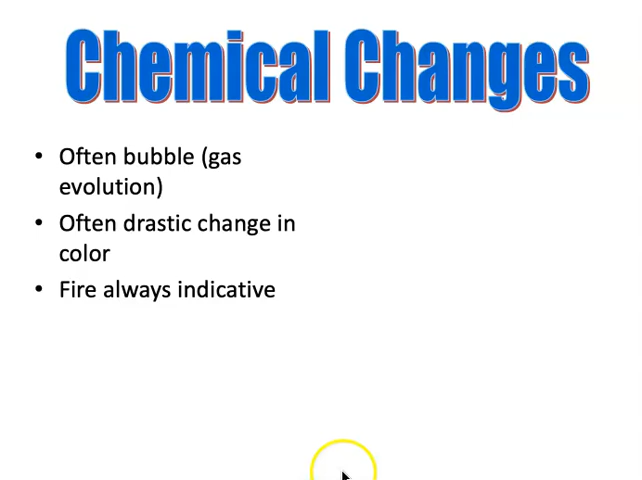 Chemical Changes
• Often bubble (gas
evolution)
• Often drastic change in
color
• Fire always indicative